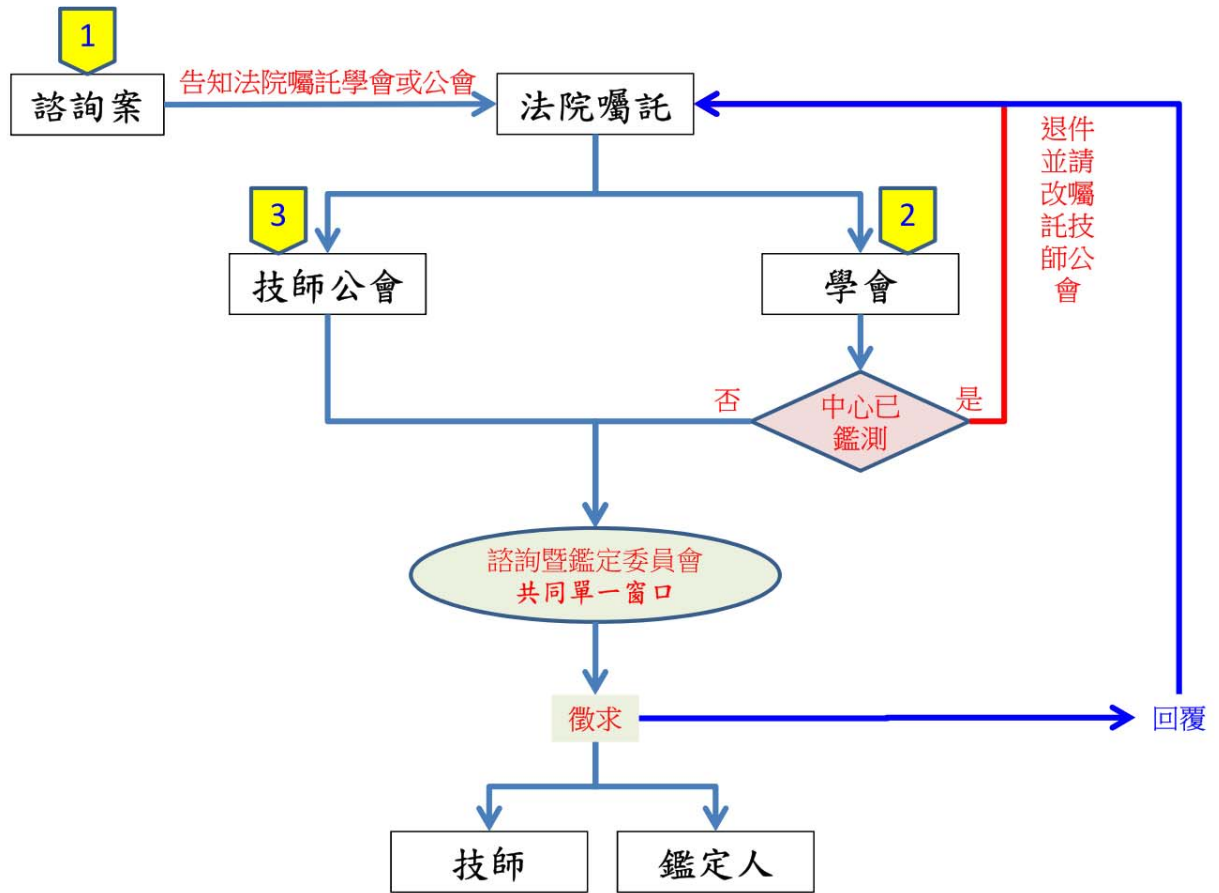 1
諮詢案
告知法院囑託學會或公會
法院囑託
退件
並請
改囑
託技
師公
會
3
2
技師公會
學會
否
中心已
鑑測
是
諮詢暨鑑定委員會
共同單一窗口
徵求
回覆
技師
鑑定人